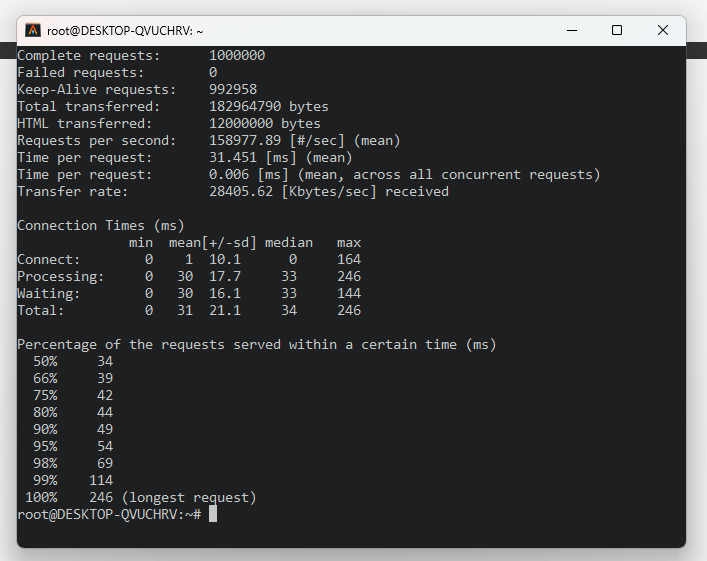 root@DESKTOP-QVUCHRV: ~
Complete requests:      1000000
Failed requests:        0
Keep-Alive requests:    992958
Total transferred:      182964790 bytes
HTML transferred:       12000000 bytes
Requests per second:    158977.89 [#/sec] (mean)
Time per request:       31.451 [ms] (mean)
Time per request:       0.006 [ms] (mean, across all concurrent requests)
Transfer rate:          28405.62 [Kbytes/sec] received

Connection Times (ms)
              min  mean[+/-sd] median   max
Connect:        0    1  10.1      0     164
Processing:     0   30  17.7     33     246
Waiting:        0   30  16.1     33     144
Total:          0   31  21.1     34     246

Percentage of the requests served within a certain time (ms)
  50%     34
  66%     39
  75%     42
  80%     44
  90%     49
  95%     54
  98%     69
  99%    114
 100%    246 (longest request)
root@DESKTOP-QVUCHRV:~#